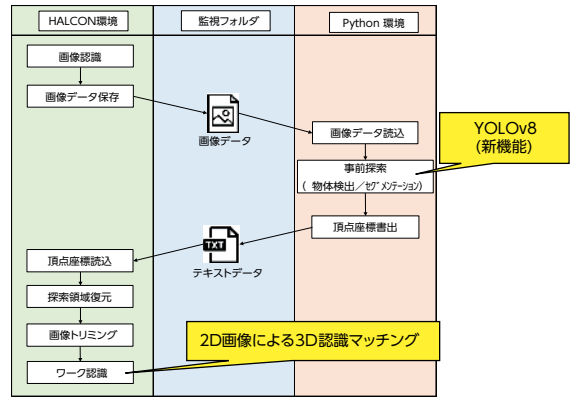 HALCON環境
監視フォルダ
Python 環境
画像認識
画像データ保存
画像データ
画像データ読込
YOLOv8
(新機能)
事前探索
( 物体検出／ｾｸﾞﾒﾝﾃｰｼｮﾝ)
頂点座標書出
TXT
テキストデータ
頂点座標読込
探索領域復元
画像トリミング
2D画像による3D認識マッチング
ワーク認識